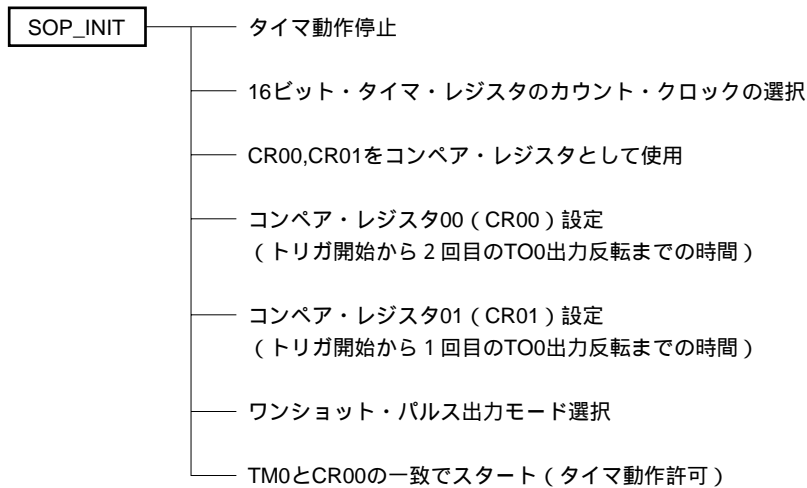 SOP_INIT
タイマ動作停止
16ビット・タイマ・レジスタのカウント・クロックの選択
CR00,CR01をコンペア・レジスタとして使用
コンペア・レジスタ00（CR00）設定
（トリガ開始から２回目のTO0出力反転までの時間）
コンペア・レジスタ01（CR01）設定
（トリガ開始から１回目のTO0出力反転までの時間）
ワンショット・パルス出力モード選択
TM0とCR00の一致でスタート（タイマ動作許可）